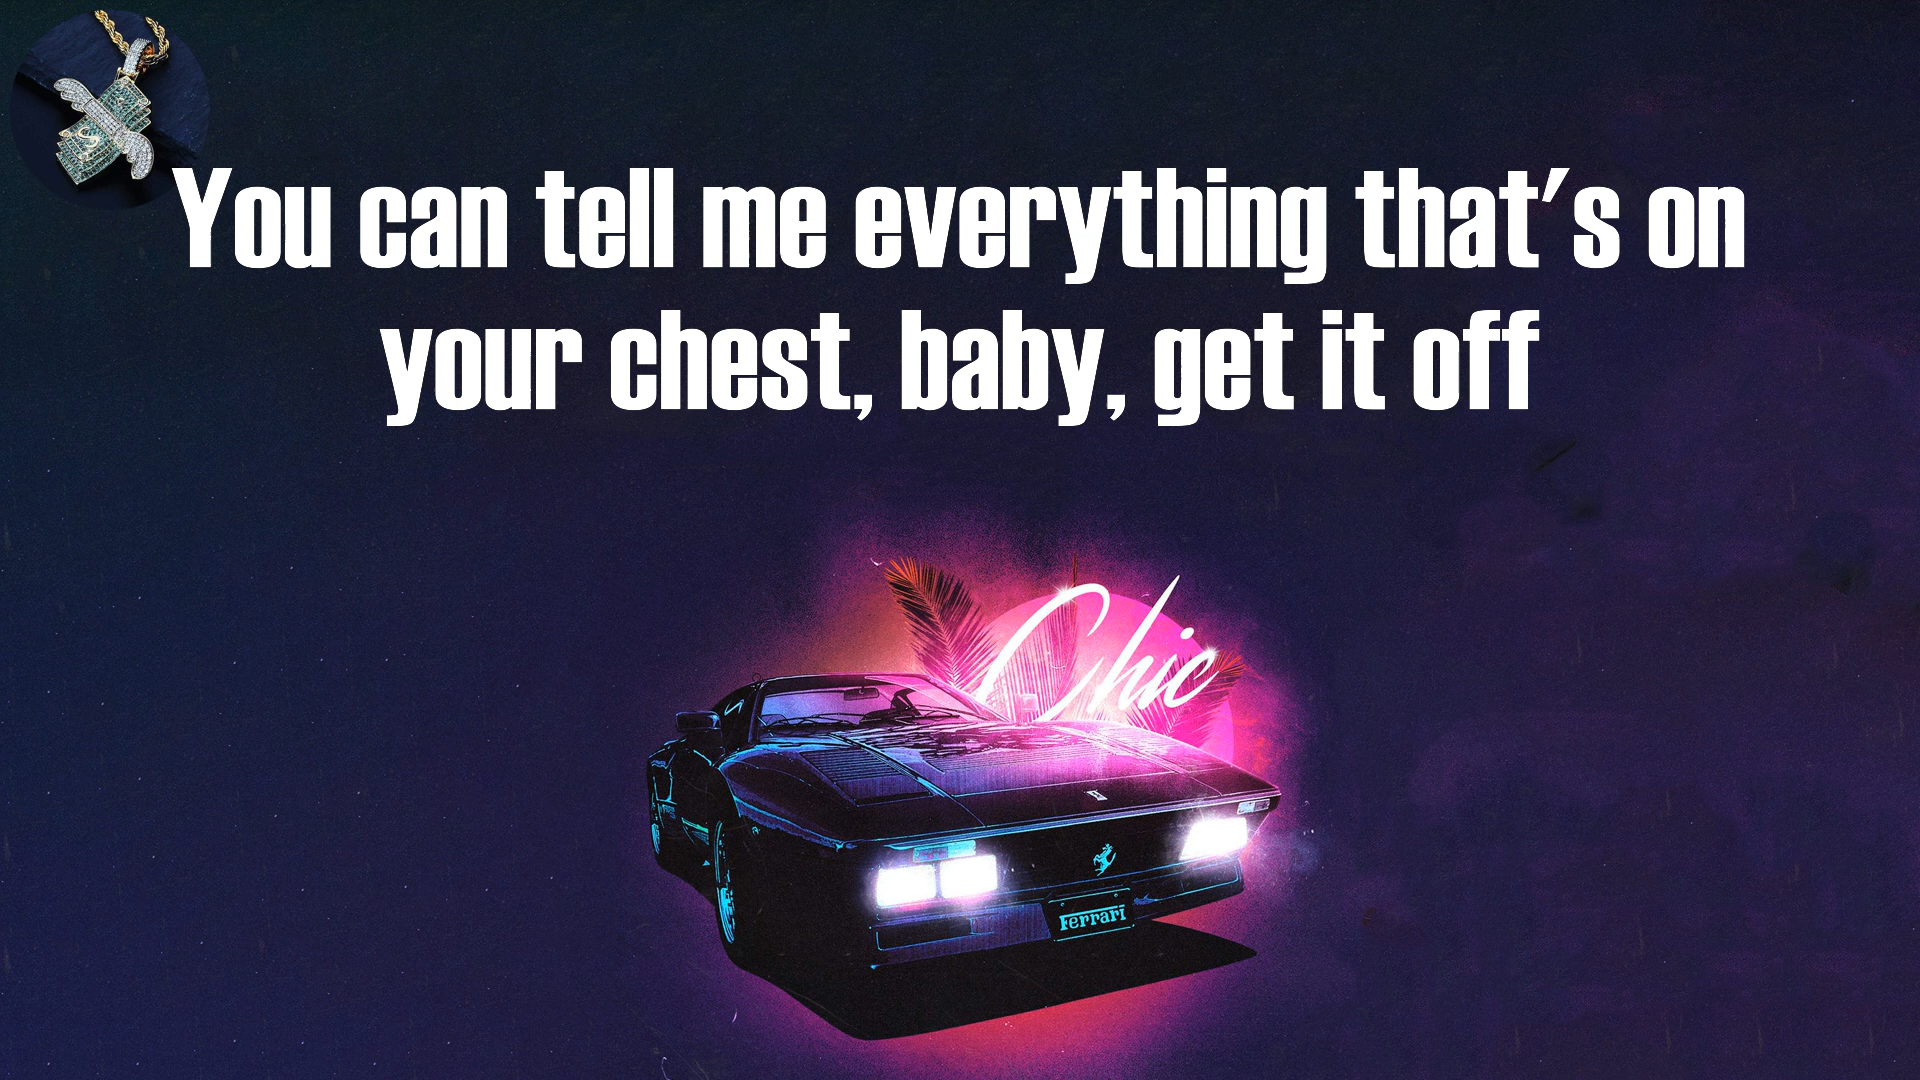 You can tell me everything that's on
your chest, baby, get it off
Chic
Ferrari